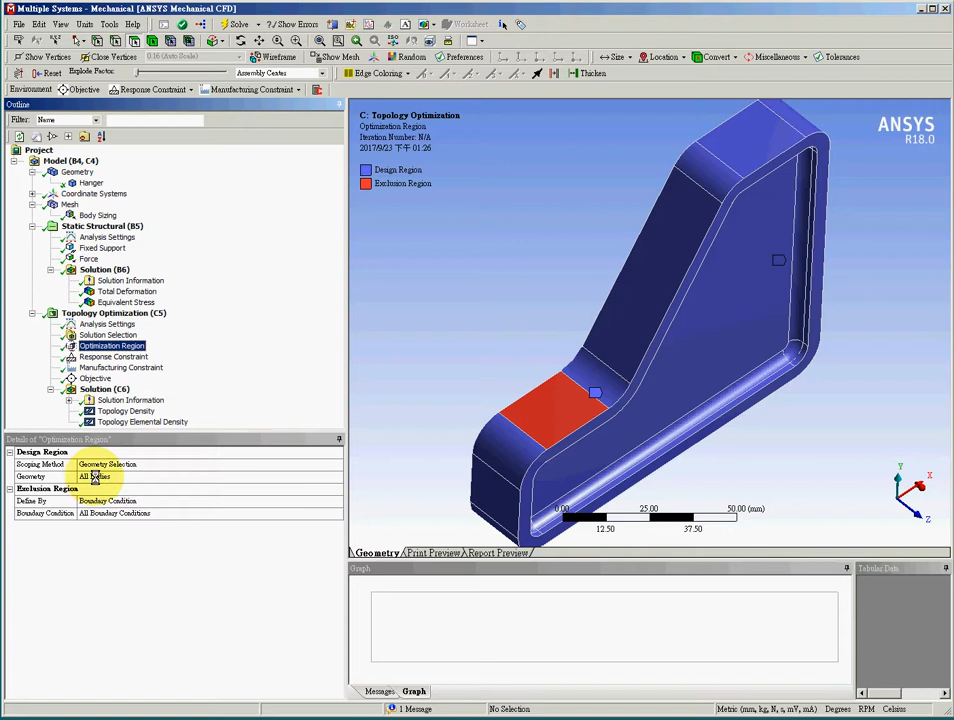 Multiple Systems - Mechanical [ANSYS Mechanical CFD]
File Edit View Units Tools Help Solve ?/Show Errors Worksheet
Show Vertices Close Vertices 0.16 (Auto Scale) Wireframe Show Mesh Random Preferences Size Location Convert Miscellaneous Tolerances
Reset Explode Factor: Assembly Center Edge Coloring Thicken
Environment Objective Response Constraint Manufacturing Constraint
Outline
Filter: Name
Project
Model (B4, C4)
Geometry
Hanger
Coordinate Systems
Mesh
Body Sizing
Static Structural (B5)
Analysis Settings
Fixed Support
Force
Solution (B6)
Solution Information
Total Deformation
Equivalent Stress
Topology Optimization (C5)
Analysis Settings
Solution Selection
Optimization Region
Response Constraint
Manufacturing Constraint
Objective
Solution (C6)
Solution Information
Topology Density
Topology Elemental Density
Details of "Optimization Region"
Design Region
Scoping Method Geometry Selection
Geometry All Bodies
Exclusion Region
Define By Boundary Condition
Boundary Condition All Boundary Conditions
C: Topology Optimization
Optimization Region
Iteration Number: N/A
2017/9/23 下午 01:26
Design Region
Exclusion Region
ANSYS
R18.0
0.00 25.00 50.00 (mm)
12.50 37.50
Y
X
Z
Geometry Print Preview Report Preview
Graph
Tabular Data
Messages Graph
1 Message No Selection Metric (mm, kg, N, s, mV, mA) Degrees RPM Celsius